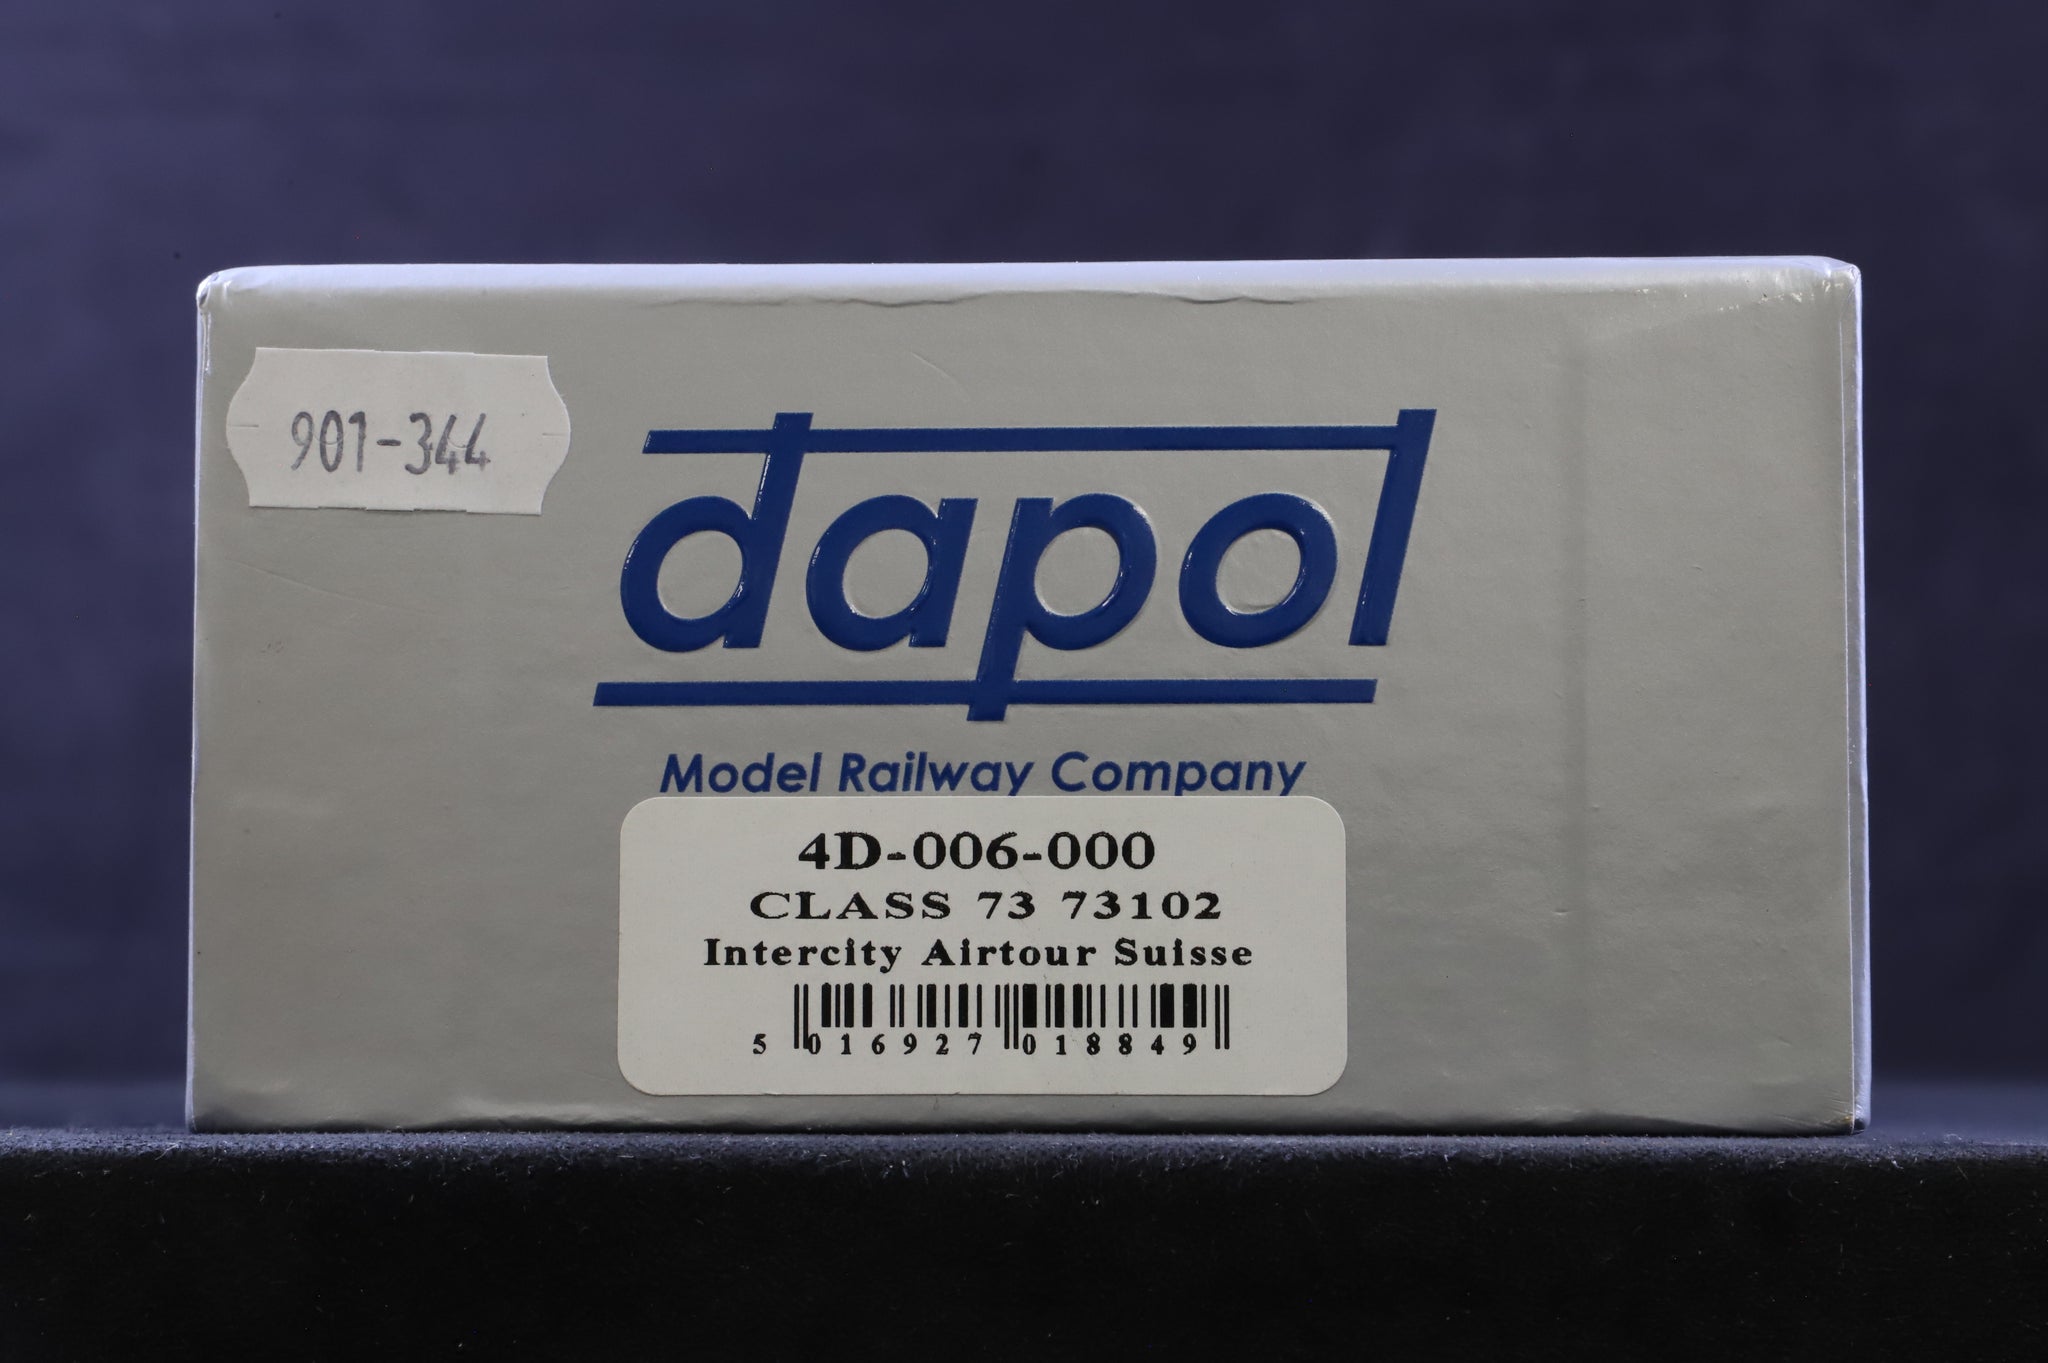 901-344
dapol
Model Railway Company
4D-006-000
CLASS 73 73102
Intercity Airtour Suisse
5 016927 018849